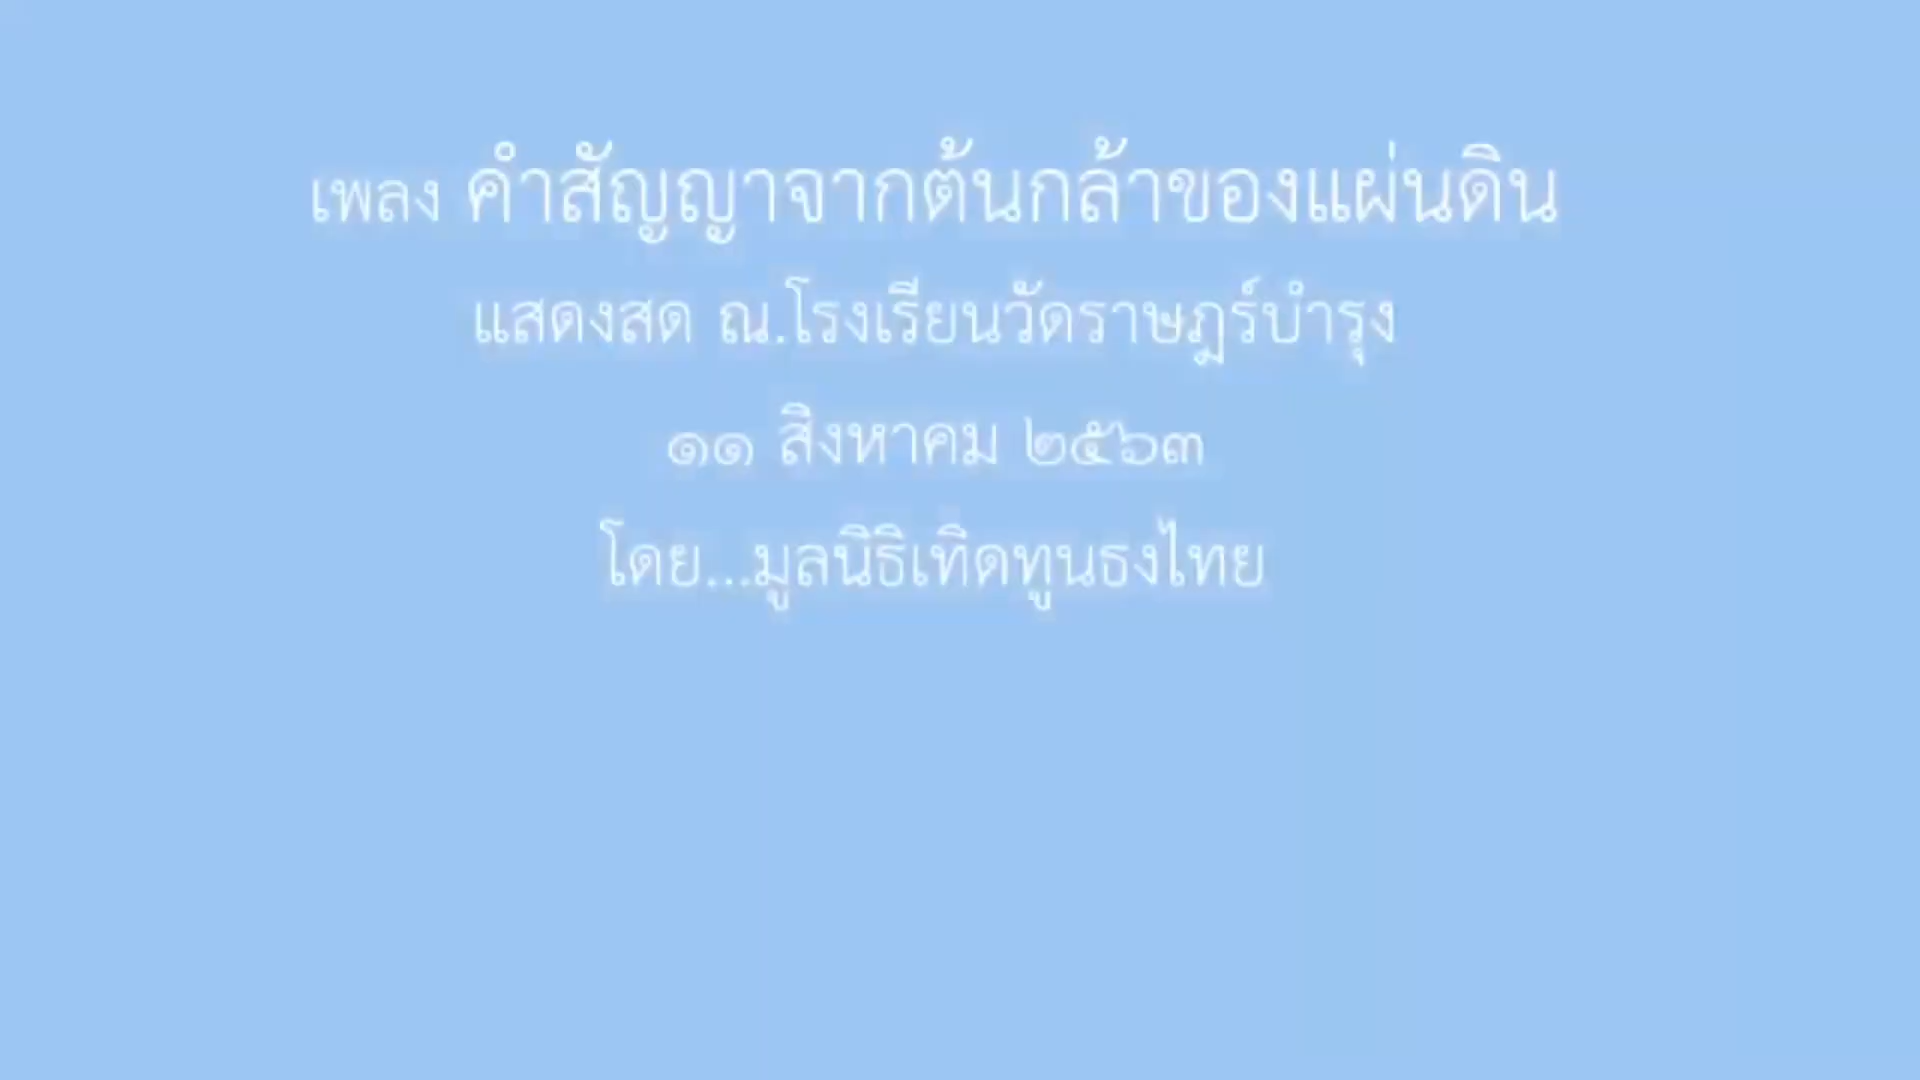 เพลง คำสัญญาจากต้นกล้าของแผ่นดิน
แสดงสด ณ.โรงเรียนวัดราษฎร์บำรุง
๑๑ สิงหาคม ๒๕๖๓
โดย...มูลนิธิเทิดทูนธงไทย